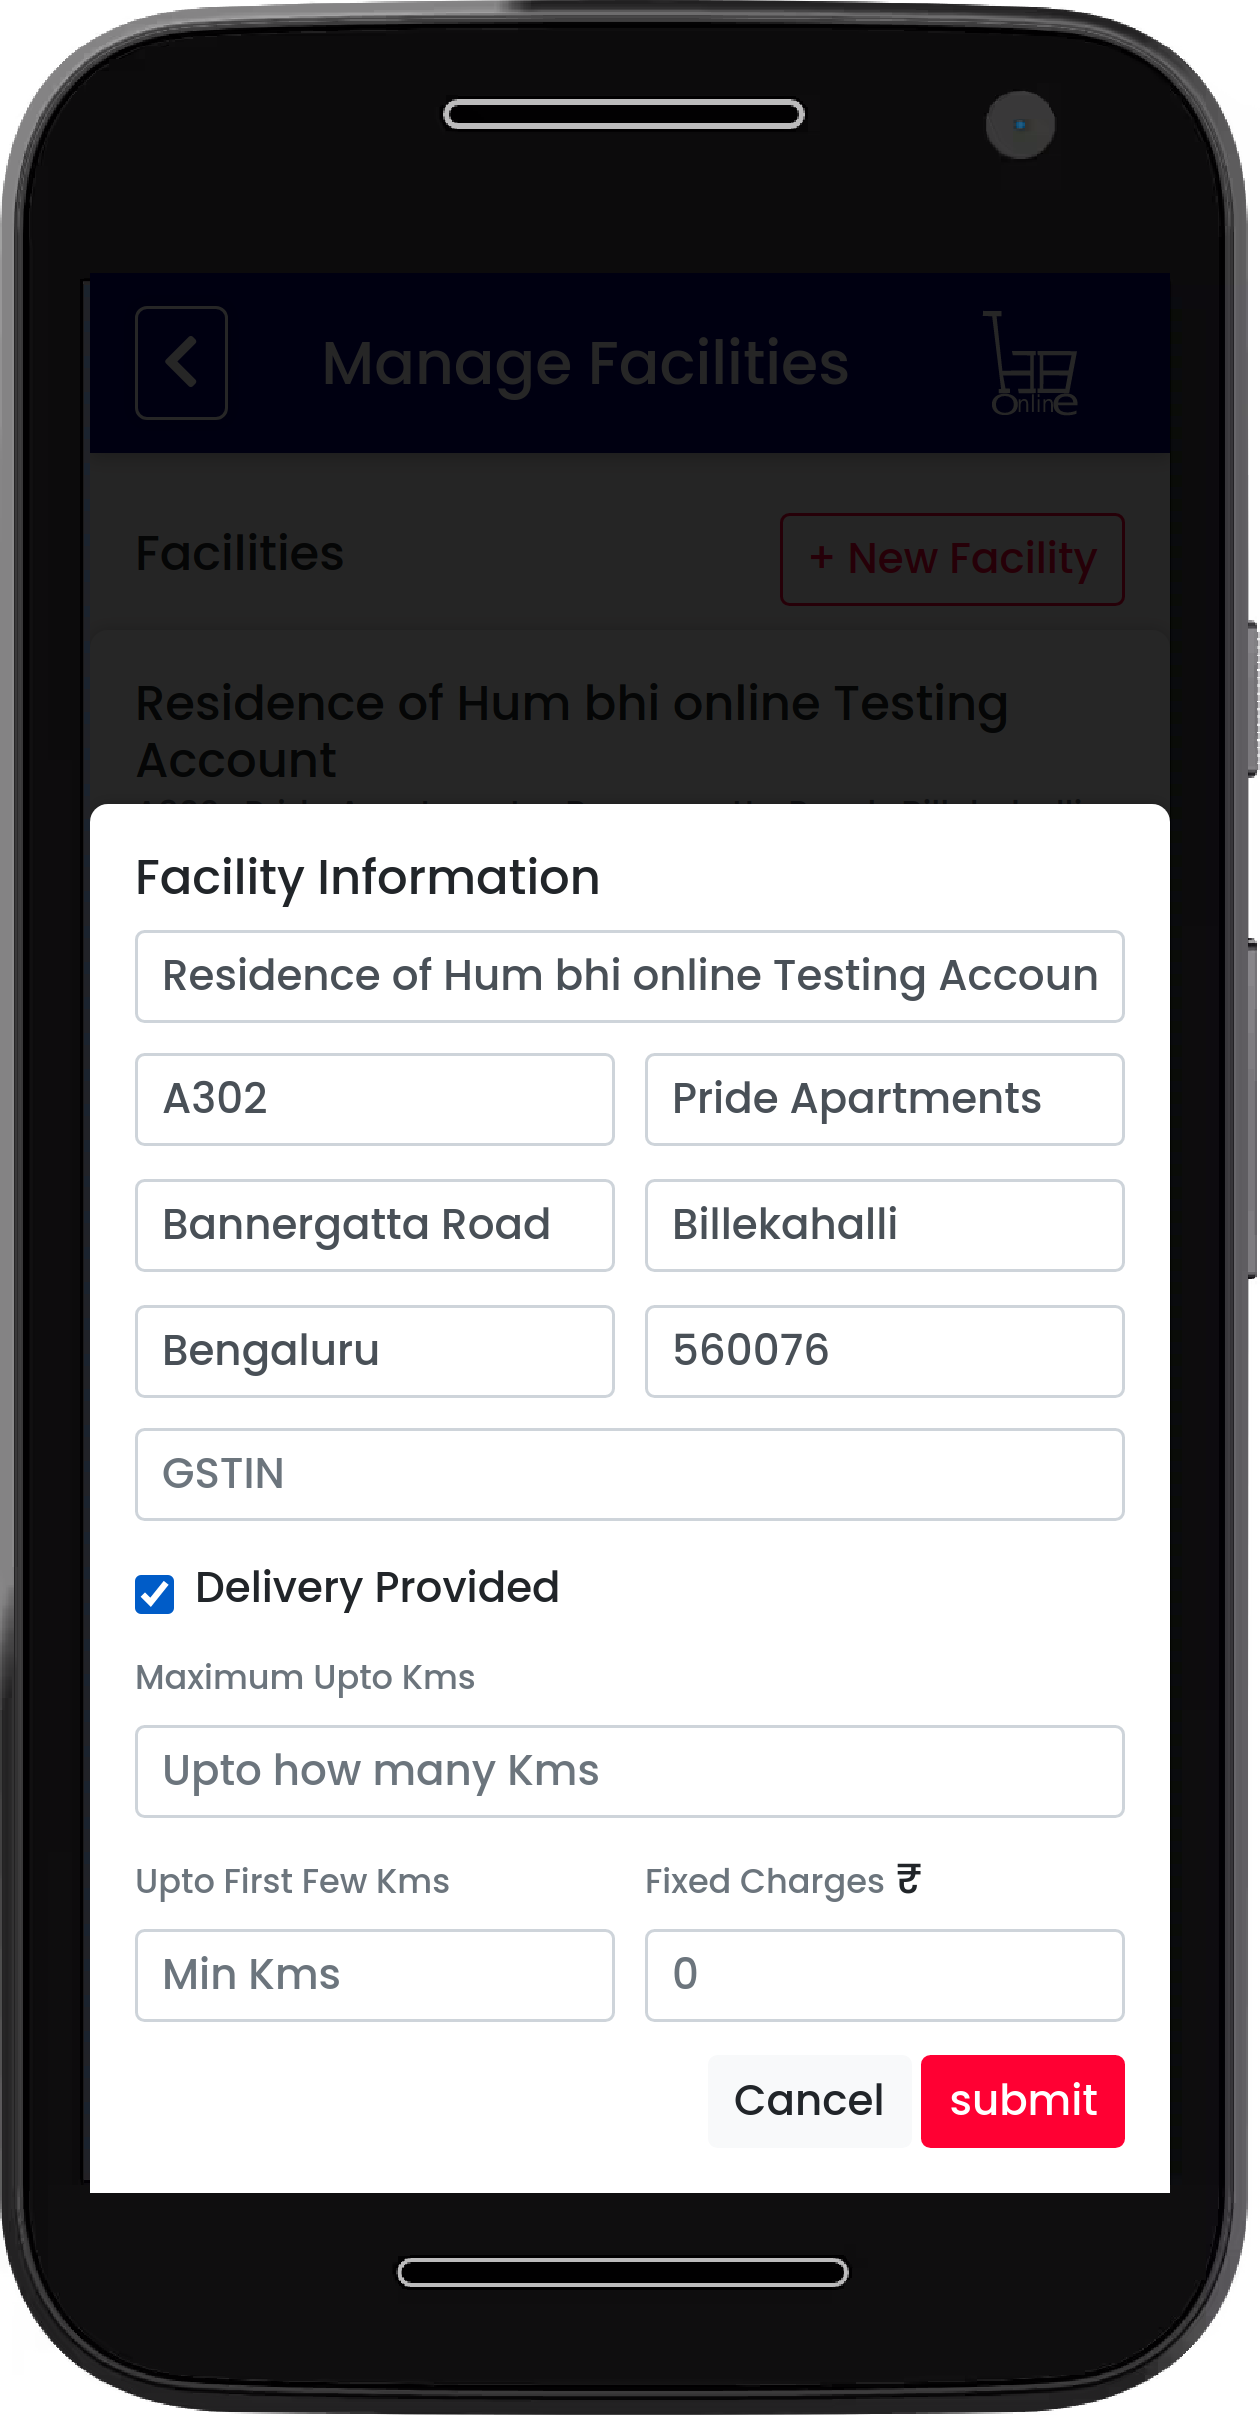 Manage Facilities
Online
Facilities
+ New Facility
Residence of Hum bhi online Testing
Account
Facility Information
Residence of Hum bhi online Testing Accoun
A302
Pride Apartments
Bannergatta Road
Billekahalli
Bengaluru
560076
GSTIN
Delivery Provided
Maximum Upto Kms
Upto how many Kms
Upto First Few Kms
Fixed Charges ₹
Min Kms
0
Cancel
submit